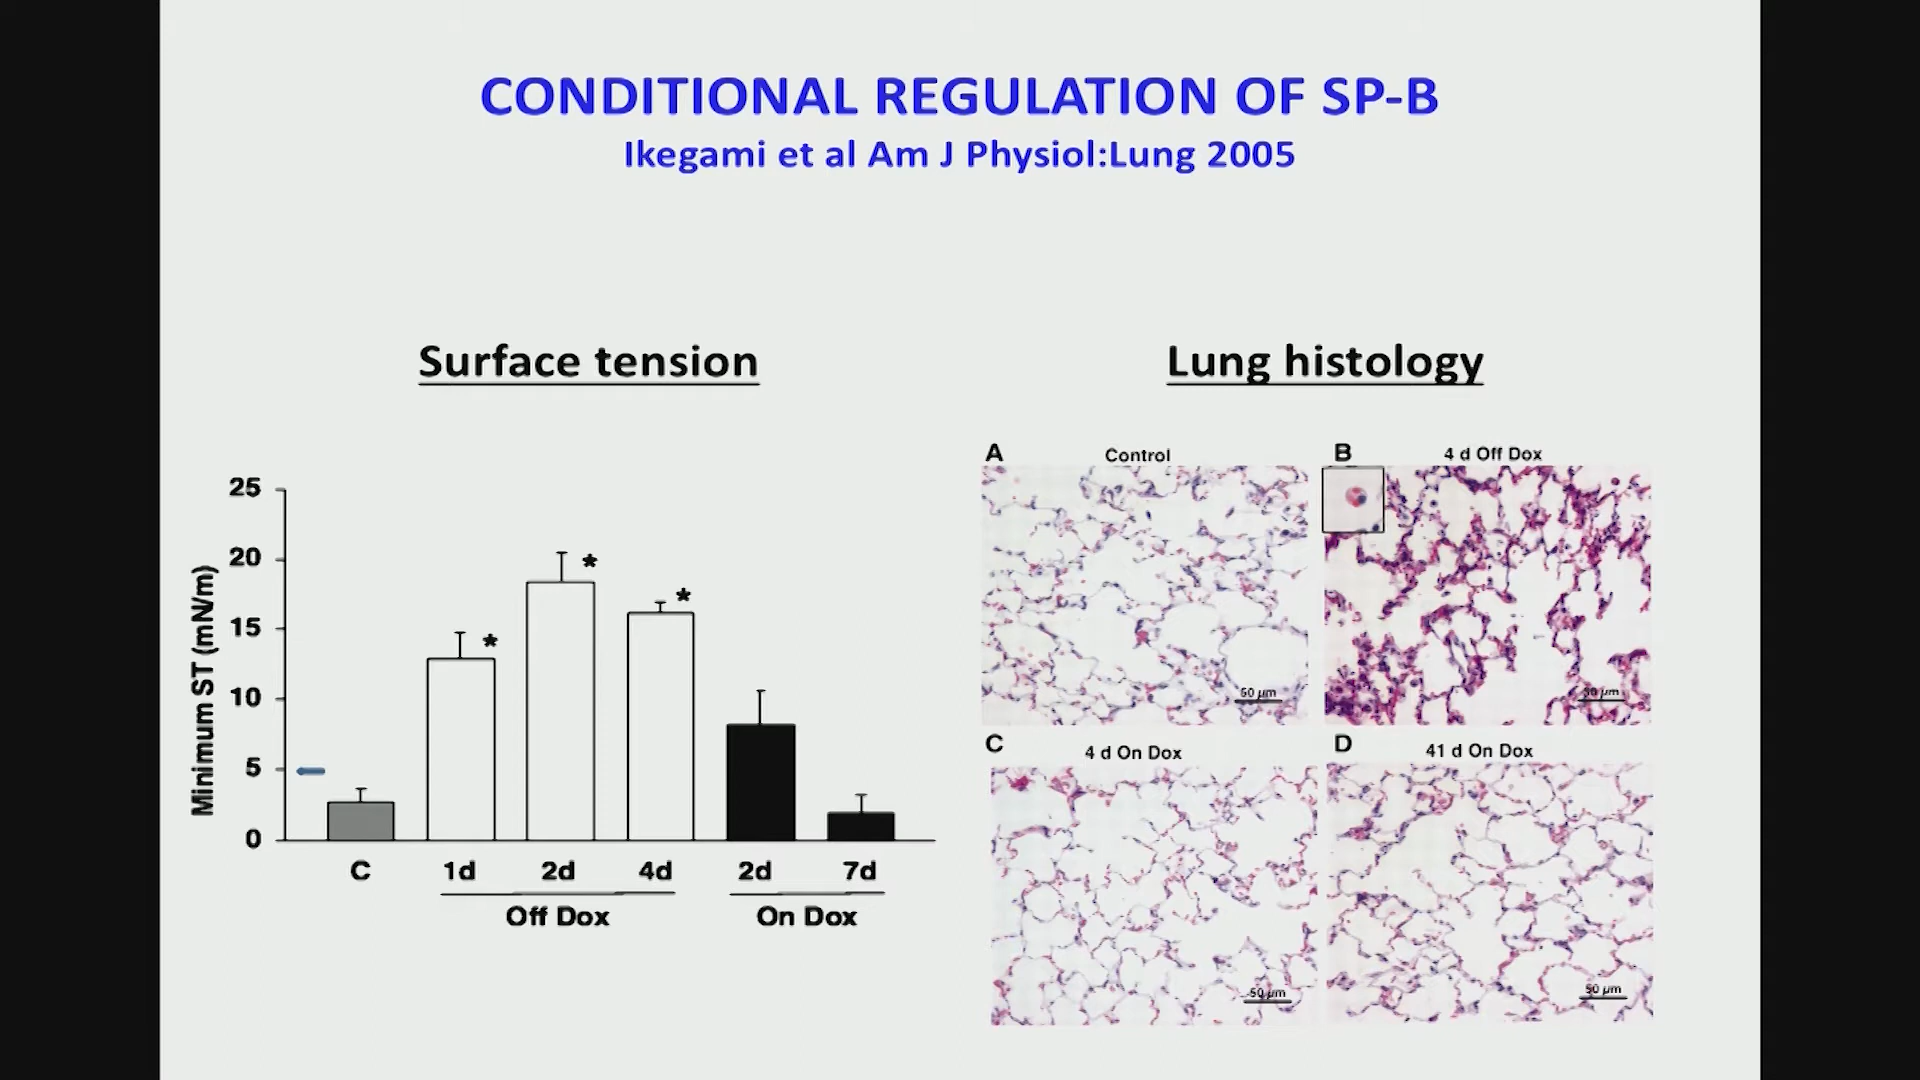 CONDITIONAL REGULATION OF SP-B
Ikegami et al Am J Physiol:Lung 2005
Surface tension
Lung histology
Minimum ST (mN/m)
25
20
15
10
5
0
*
*
*
C
1d
2d
4d
2d
7d
Off Dox
On Dox
A
Control
50 µm
B
4 d Off Dox
50 µm
C
4 d On Dox
50 µm
D
41 d On Dox
50 µm